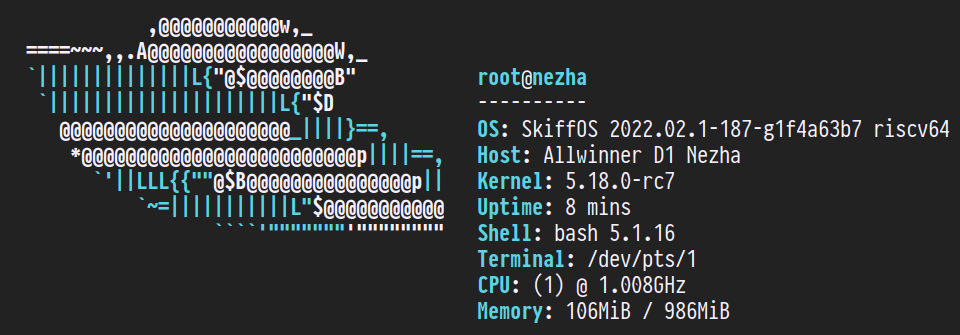 root@nezha
----------
OS: SkiffOS 2022.02.1-187-g1f4a63b7 riscv64
Host: Allwinner D1 Nezha
Kernel: 5.18.0-rc7
Uptime: 8 mins
Shell: bash 5.1.16
Terminal: /dev/pts/1
CPU: (1) @ 1.008GHz
Memory: 106MiB / 986MiB